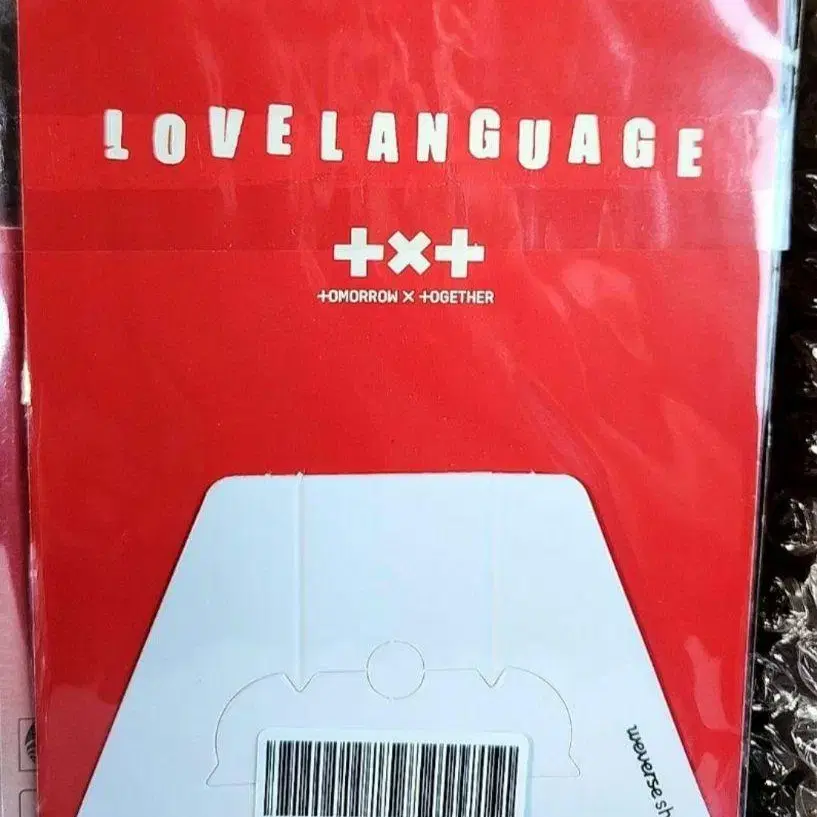 LOVE LANGUAGE
+×+
+OMORROW × +OGETHER
weverse sh